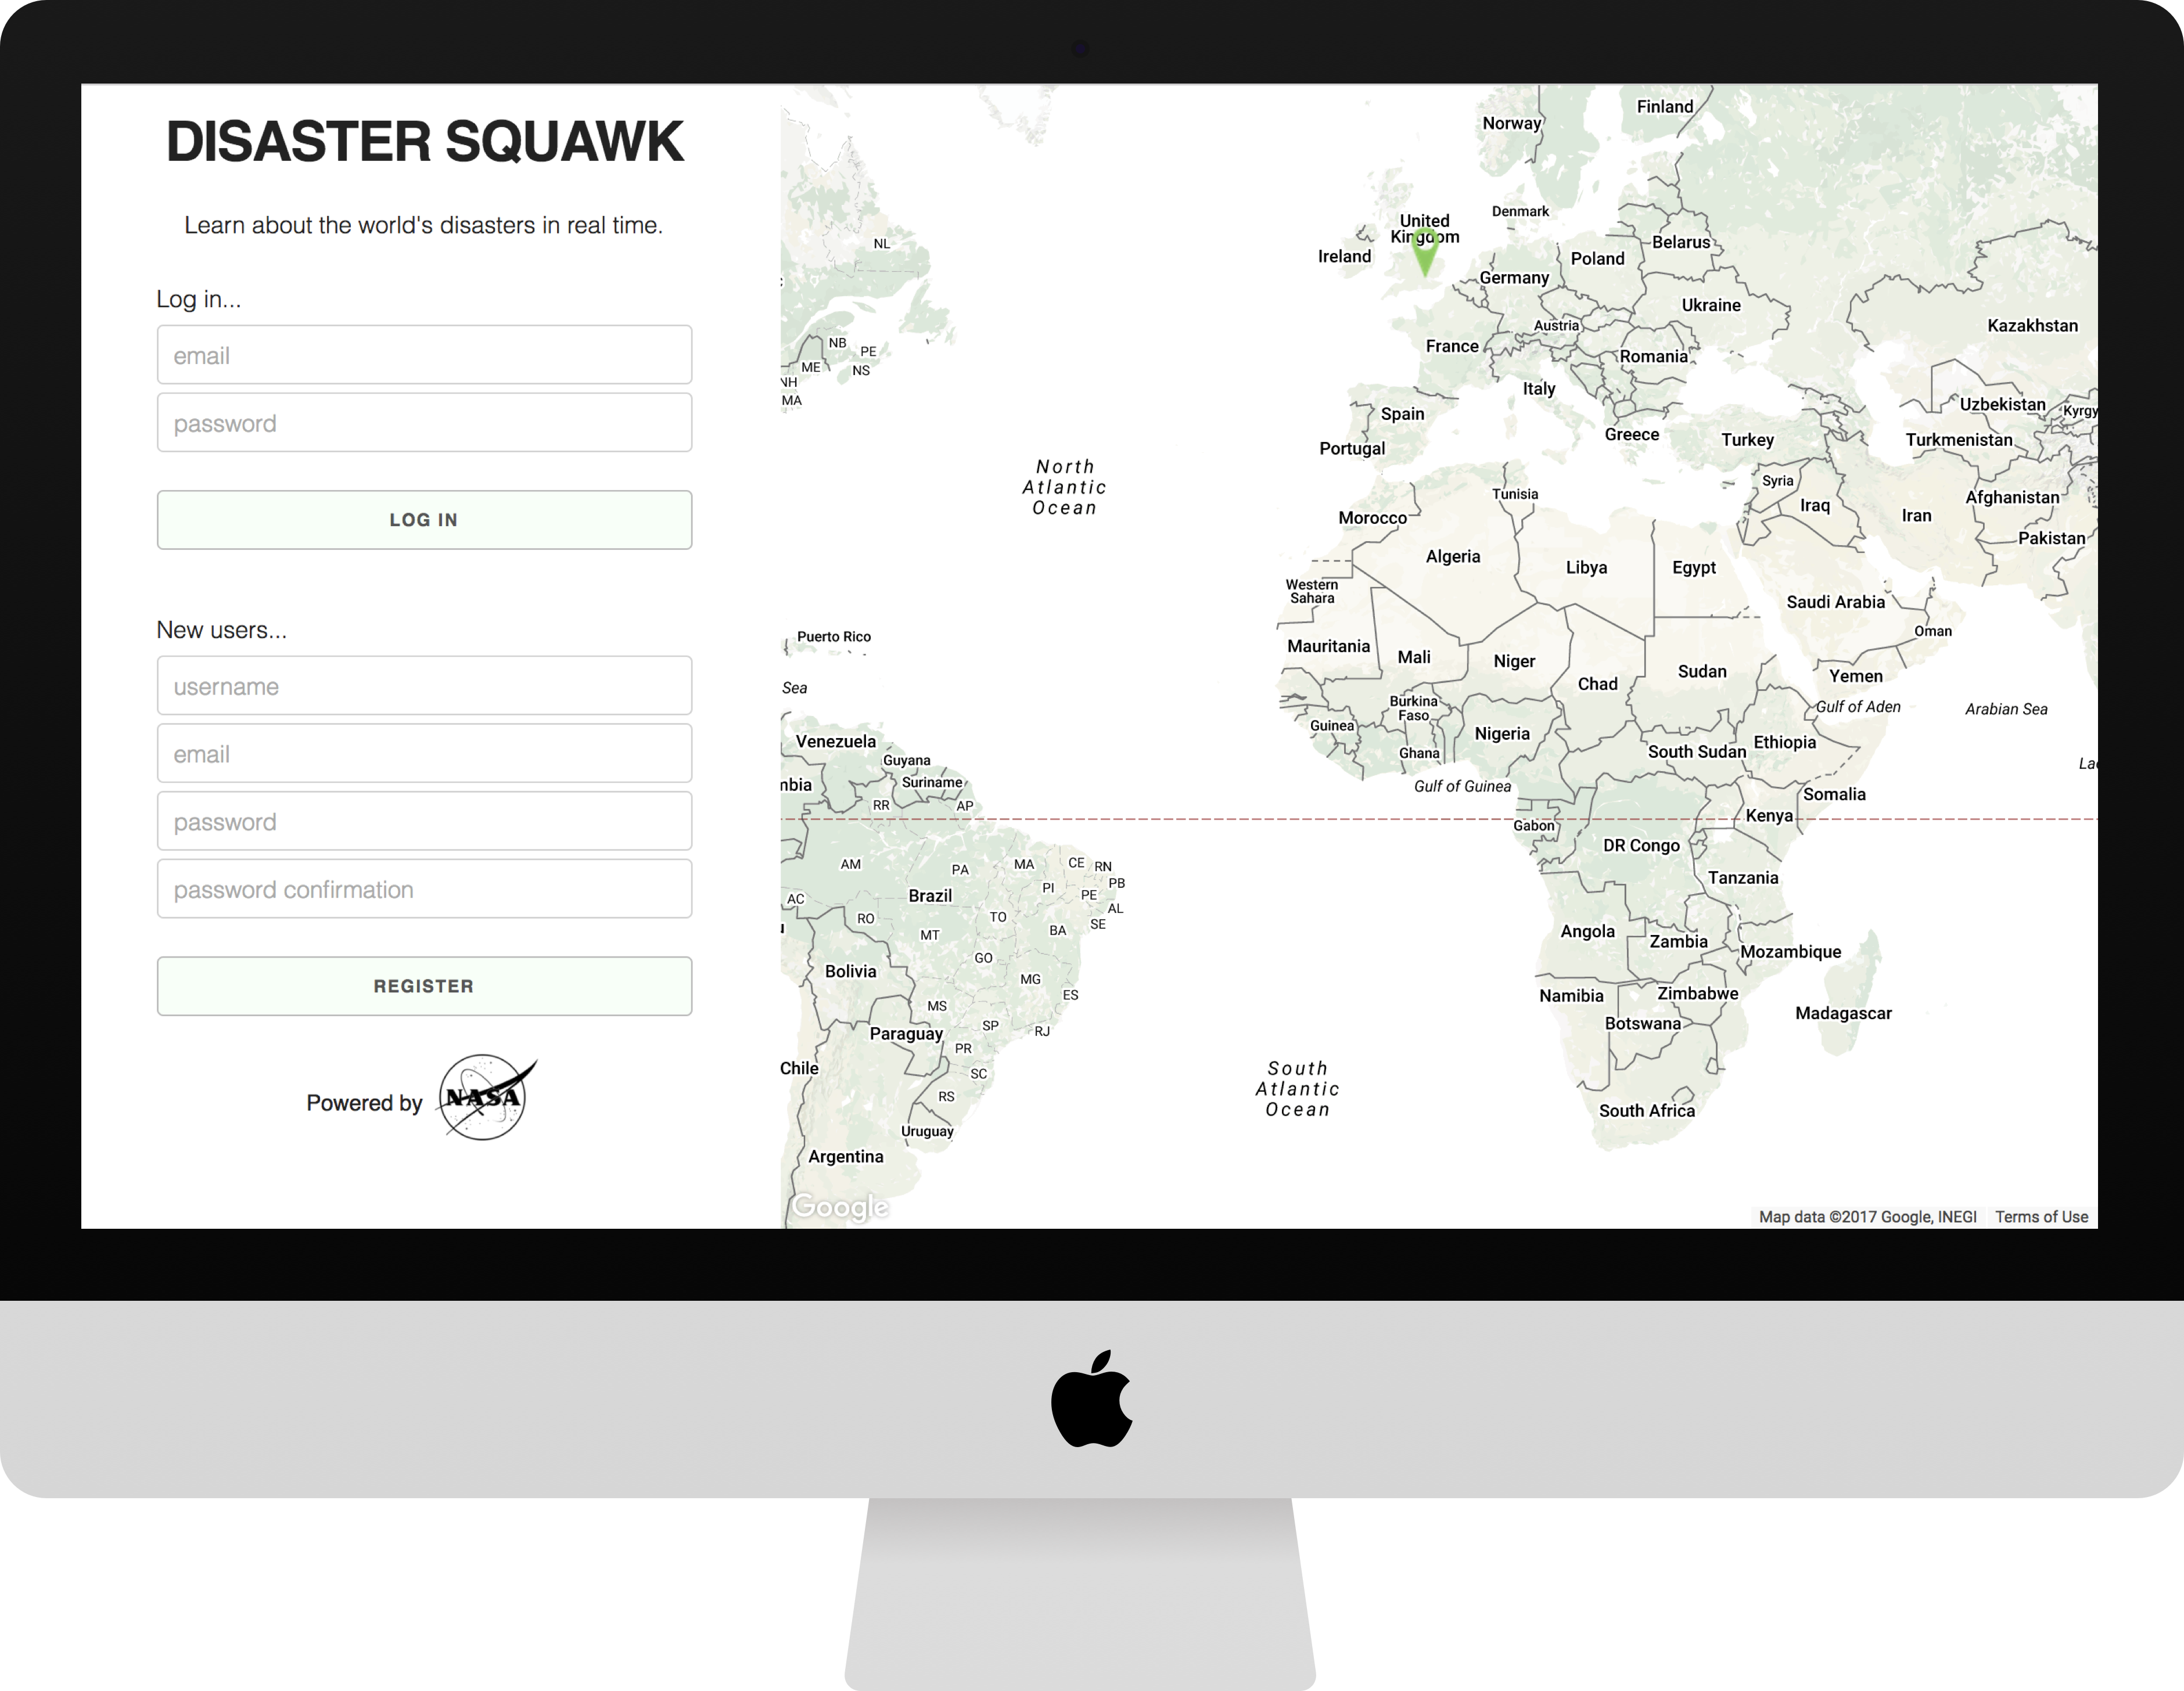 DISASTER SQUAWK
Learn about the world's disasters in real time.
Log in...
email
password
LOG IN
New users...
username
email
password
password confirmation
REGISTER
Powered by
NASA
Finland
Norway
Denmark
United
Kingdom
Ireland
Belarus
Poland
Germany
Ukraine
Austria
Kazakhstan
France
Romania
Italy
Spain
Uzbekistan
Kyrgy
Portugal
Greece
Turkey
Turkmenistan
NL
NB
PE
ME
NS
NH
MA
North
Atlantic
Ocean
Syria
Tunisia
Afghanistan
Iraq
Iran
Morocco
Pakistan
Algeria
Libya
Egypt
Western
Sahara
Saudi Arabia
Oman
Puerto Rico
Mauritania
Mali
Niger
Sudan
Chad
Yemen
Sea
Burkina
Faso
Gulf of Aden
Arabian Sea
Guinea
Nigeria
Venezuela
Ghana
South Sudan
Ethiopia
Guyana
Lac
Suriname
mbia
Gulf of Guinea
Somalia
RR
AP
Gabon
Kenya
DR Congo
AM
PA
MA
CE
RN
Tanzania
PI
PB
Brazil
PE
AC
AL
RO
TO
SE
MT
BA
Angola
Zambia
Mozambique
GO
Bolivia
MG
ES
Namibia
Zimbabwe
MS
Madagascar
SP
RJ
Botswana
Paraguay
PR
Chile
SC
South
Atlantic
Ocean
RS
South Africa
Uruguay
Argentina
Google
Map data ©2017 Google, INEGI
Terms of Use